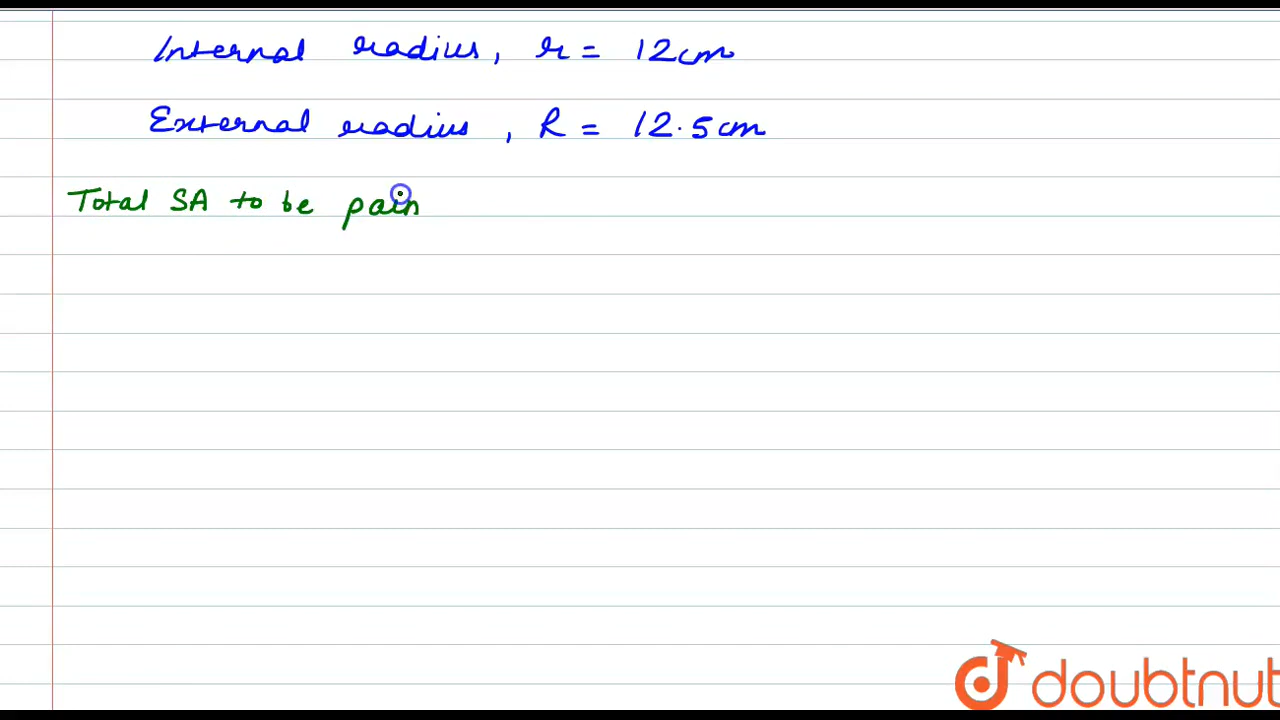 Internal radius, r = 12cm
External radius, R = 12.5cm
Total SA to be pain
doubtnut